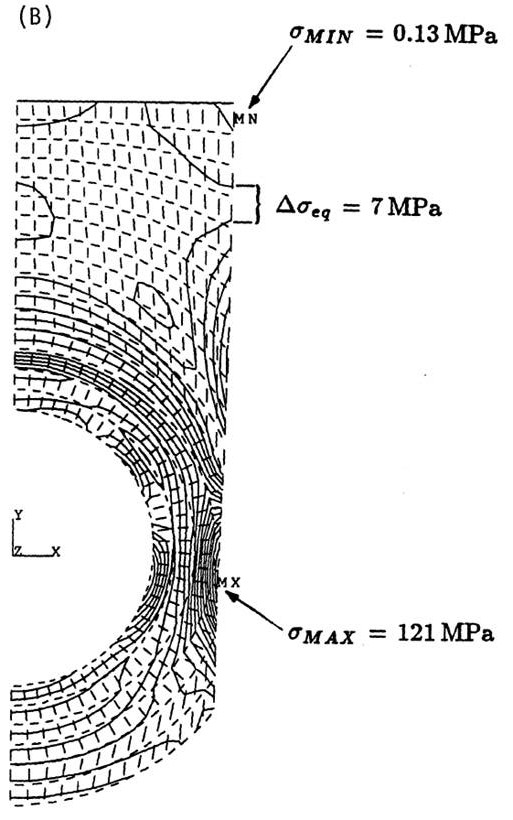 (B)
σMIN = 0.13 MPa
MN
Δσeq = 7 MPa
Y
Z X
MX
σMAX = 121 MPa